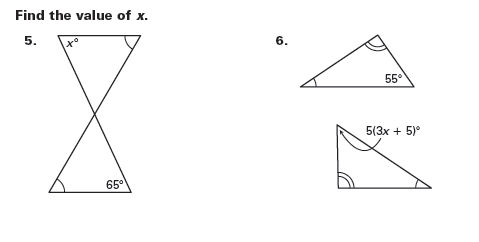 Find the value of x.
5.
x°
65°
6.
55°
5(3x + 5)°